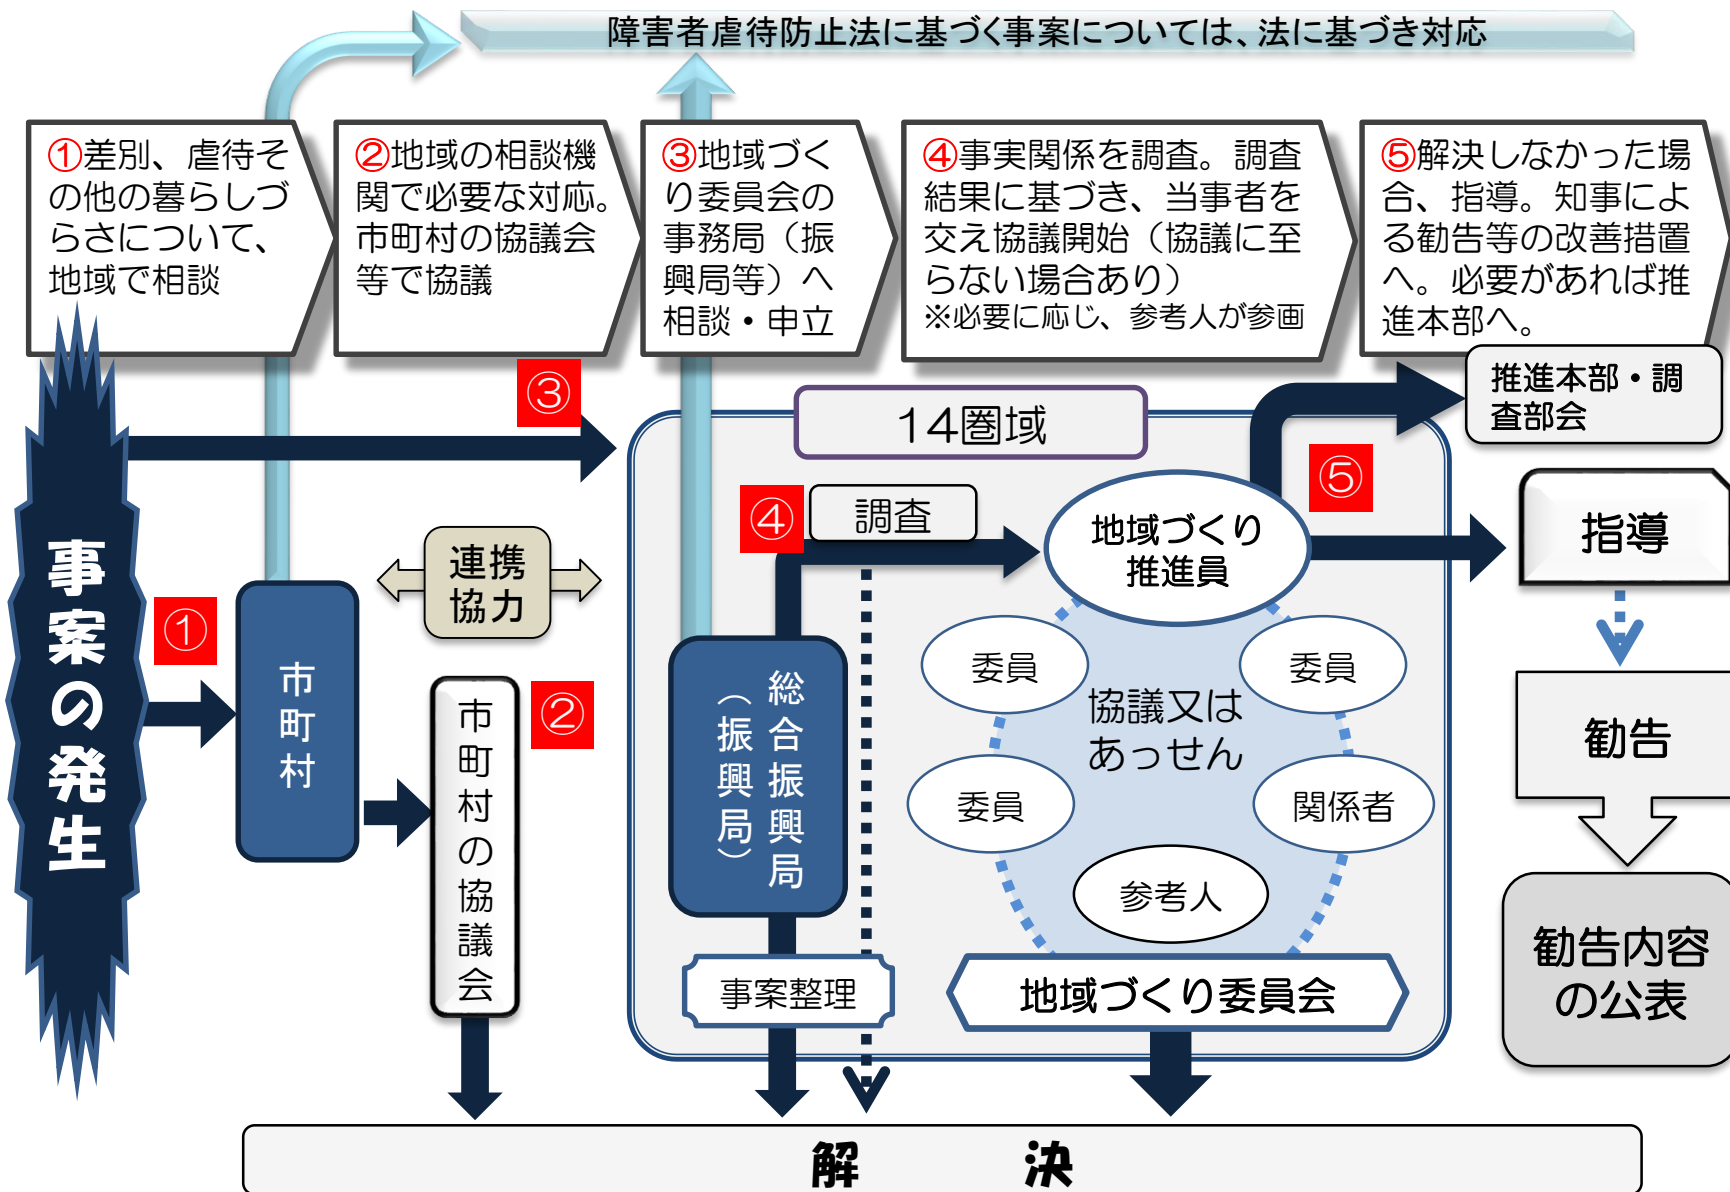 障害者虐待防止法に基づく事案については、法に基づき対応
①差別、虐待そ
の他の暮らしづ
らさについて、
地域で相談
②地域の相談機
関で必要な対応。
市町村の協議会
等で協議
③地域づく
り委員会の
事務局（振
興局等）へ
相談・申立
④事実関係を調査。調査
結果に基づき、当事者を
交え協議開始（協議に至
らない場合あり）
※必要に応じ、参考人が参画
⑤解決しなかった場
合、指導。知事によ
る勧告等の改善措置
へ。必要があれば推
進本部へ。
推進本部・調
査部会
③
14圏域
⑤
④
調査
地域づくり
推進員
指導
事案の発生
連携
協力
①
市町村
②
市町村の協議会
総合振興局
（振興局）
委員
委員
協議又は
あっせん
委員
関係者
参考人
勧告
事案整理
地域づくり委員会
勧告内容
の公表
解　決